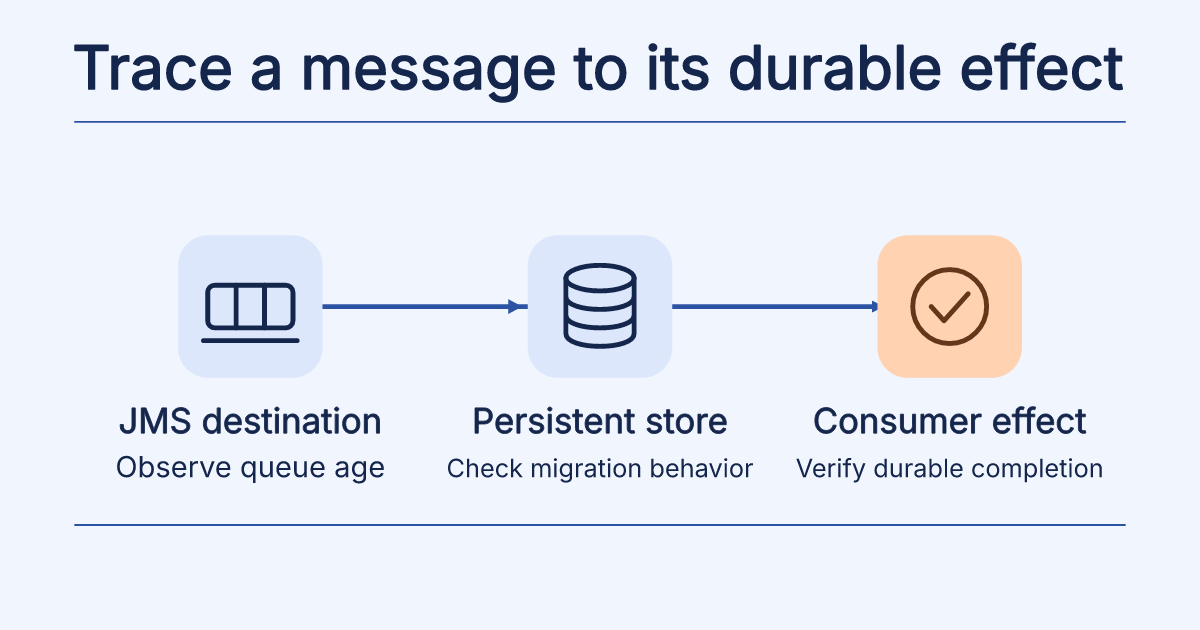 Trace a message to its durable effect
JMS destination
Observe queue age
Persistent store
Check migration behavior
Consumer effect
Verify durable completion